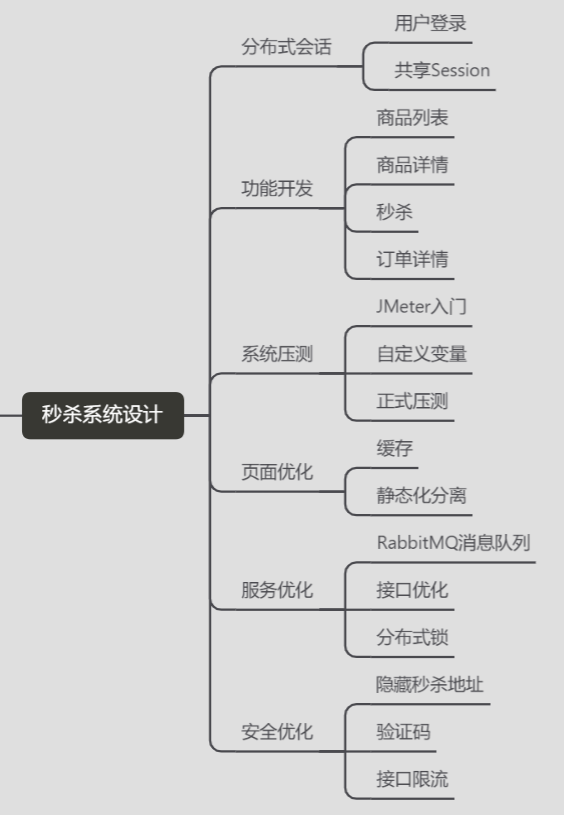 秒杀系统设计
分布式会话
用户登录
共享Session
功能开发
商品列表
商品详情
秒杀
订单详情
系统压测
JMeter入门
自定义变量
正式压测
页面优化
缓存
静态化分离
服务优化
RabbitMQ消息队列
接口优化
分布式锁
安全优化
隐藏秒杀地址
验证码
接口限流